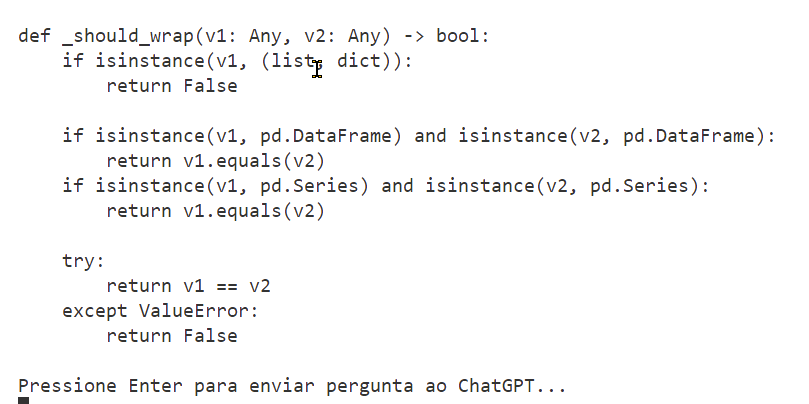 def _should_wrap(v1: Any, v2: Any) -> bool:
    if isinstance(v1, (list, dict)):
        return False

    if isinstance(v1, pd.DataFrame) and isinstance(v2, pd.DataFrame):
        return v1.equals(v2)
    if isinstance(v1, pd.Series) and isinstance(v2, pd.Series):
        return v1.equals(v2)

    try:
        return v1 == v2
    except ValueError:
        return False

Pressione Enter para enviar pergunta ao ChatGPT...